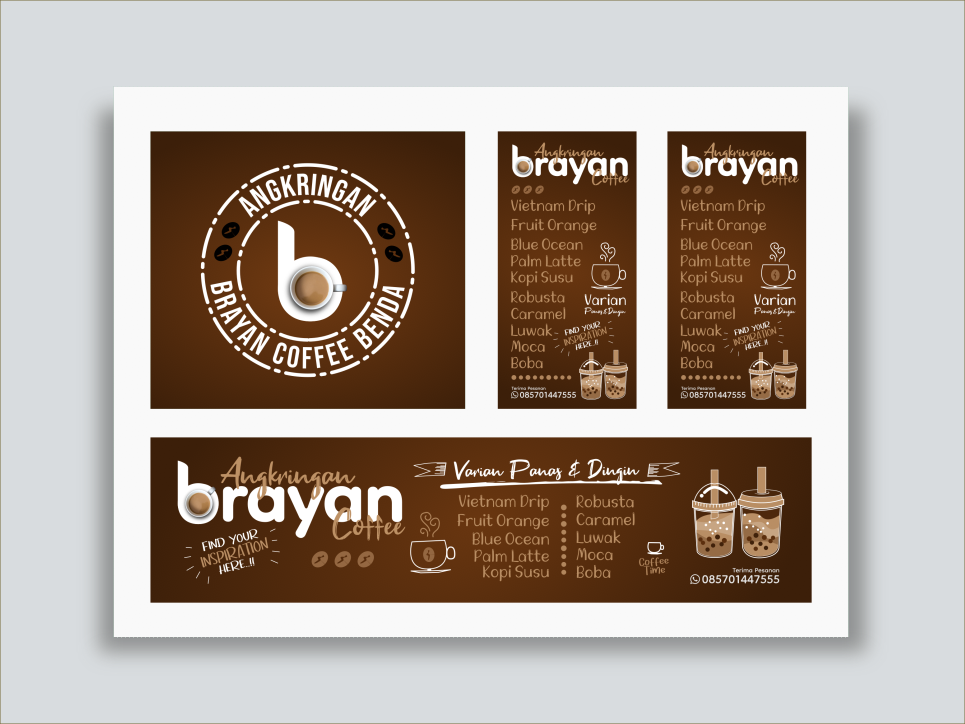 ANGKRINGAN
b
BRAYAN COFFEE BENDA
Angkringan
brayan
Coffee
Vietnam Drip
Fruit Orange
Blue Ocean
Palm Latte
Kopi Susu
Robusta
Caramel
Luwak
Moca
Boba
Varian
Panas & Dingin
FIND YOUR
INSPIRATION
HERE..!!
Terima Pesanan
085701447555
Angkringan
brayan
Coffee
Vietnam Drip
Fruit Orange
Blue Ocean
Palm Latte
Kopi Susu
Robusta
Caramel
Luwak
Moca
Boba
Varian
Panas & Dingin
FIND YOUR
INSPIRATION
HERE..!!
Terima Pesanan
085701447555
Angkringan
brayan
Coffee
FIND YOUR
INSPIRATION
HERE..!!
Varian Panas & Dingin
Vietnam Drip
Fruit Orange
Blue Ocean
Palm Latte
Kopi Susu
Robusta
Caramel
Luwak
Moca
Boba
Coffee
Time
Terima Pesanan
085701447555